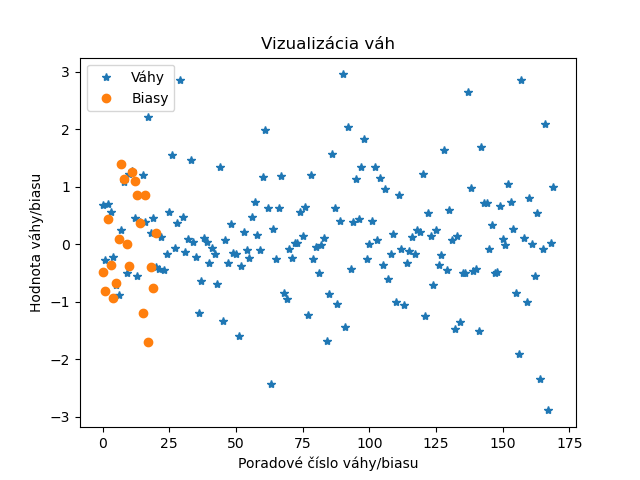 Vizualizácia váh
Váhy
Biasy
Hodnota váhy/biasu
3
2
1
0
−1
−2
−3
0 25 50 75 100 125 150 175
Poradové číslo váhy/biasu